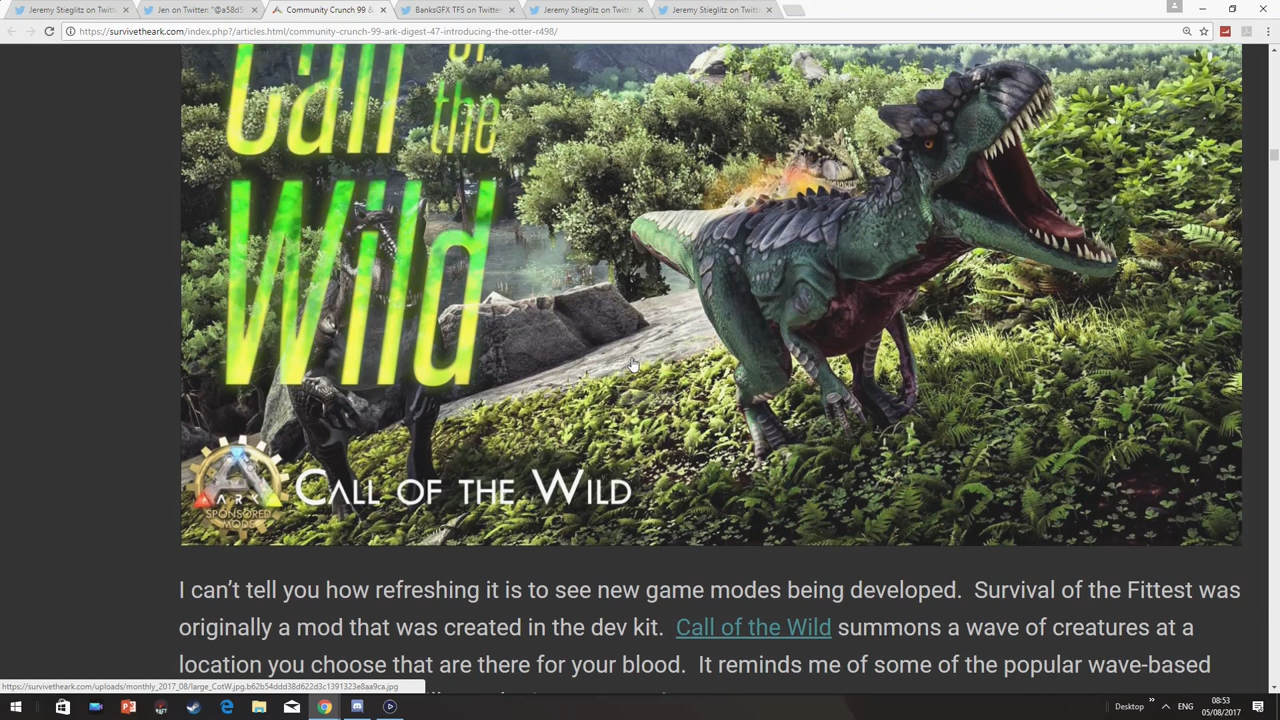 Jeremy Stieglitz on Twitt
Jen on Twitter: "@a58d5
Community Crunch 99 &
BanksGFX TFS on Twitter
Jeremy Stieglitz on Twitt
Jeremy Stieglitz on Twitt
https://survivetheark.com/index.php?/articles.html/community-crunch-99-ark-digest-47-introducing-the-otter-r498/
Call of
the
Wild
ARK
SPONSORED
MODS
CALL OF THE WILD
I can't tell you how refreshing it is to see new game modes being developed.  Survival of the Fittest was
originally a mod that was created in the dev kit.  Call of the Wild summons a wave of creatures at a
location you choose that are there for your blood.  It reminds me of some of the popular wave-based
https://survivetheark.com/uploads/monthly_2017_08/large_CotW.jpg.b62b54ddd38d622d3c1391323e8aa9ca.jpg
Desktop
ENG
08:53
05/08/2017